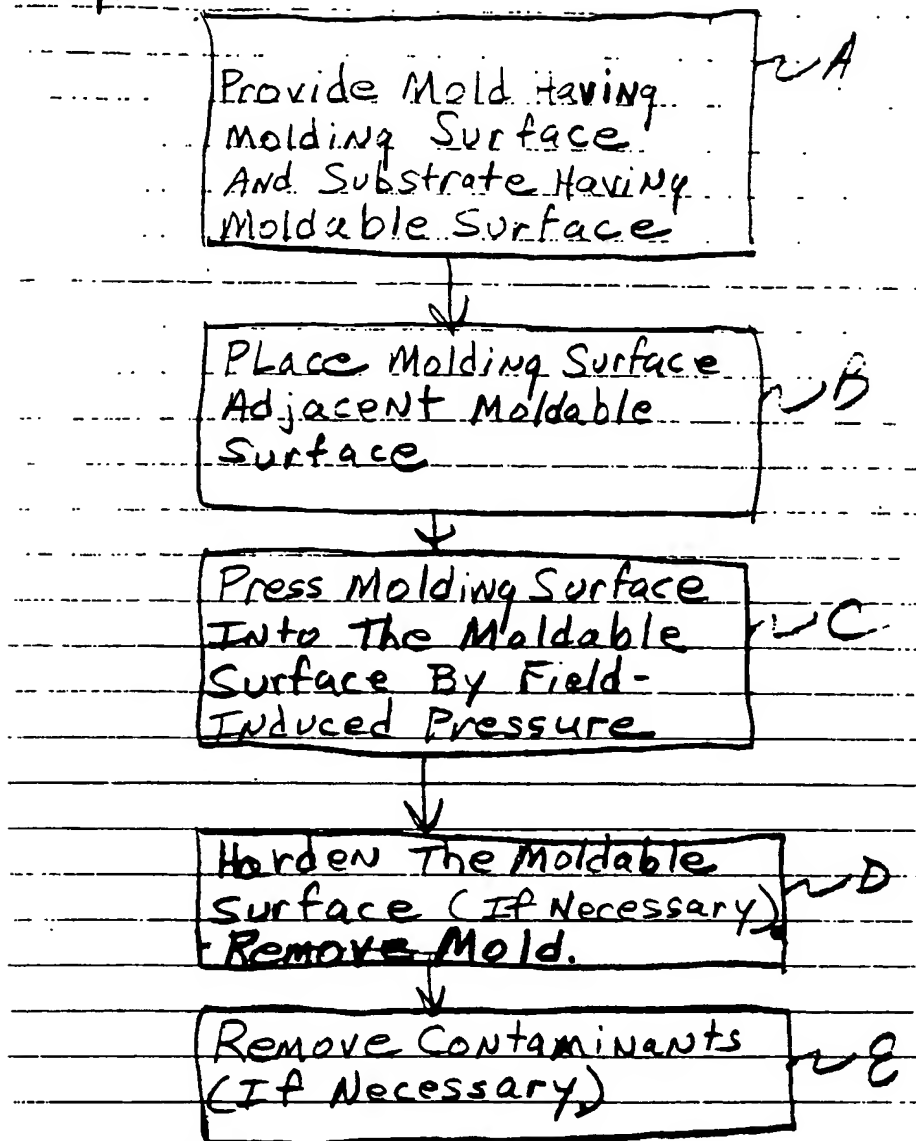 Provide Mold Having
Molding Surface
And Substrate Having
Moldable Surface
A
Place Molding Surface
Adjacent Moldable
Surface
B
Press Molding Surface
Into The Moldable
Surface By Field-
Induced Pressure
C
Harden The Moldable
Surface (If Necessary).
Remove Mold.
D
Remove Contaminants
(If Necessary)
E